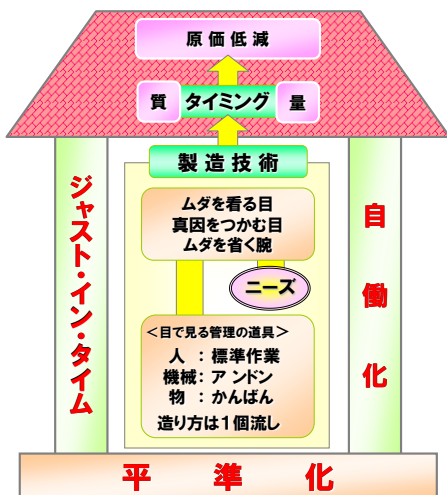 原価低減
質 タイミング 量
製造技術
ムダを看る目
真因をつかむ目
ムダを省く腕
ニーズ
＜目で見る管理の道具＞
人 ：標準作業
機械：アンドン
物 ：かんばん
造り方は１個流し
ジャスト・イン・タイム
自働化
平準化